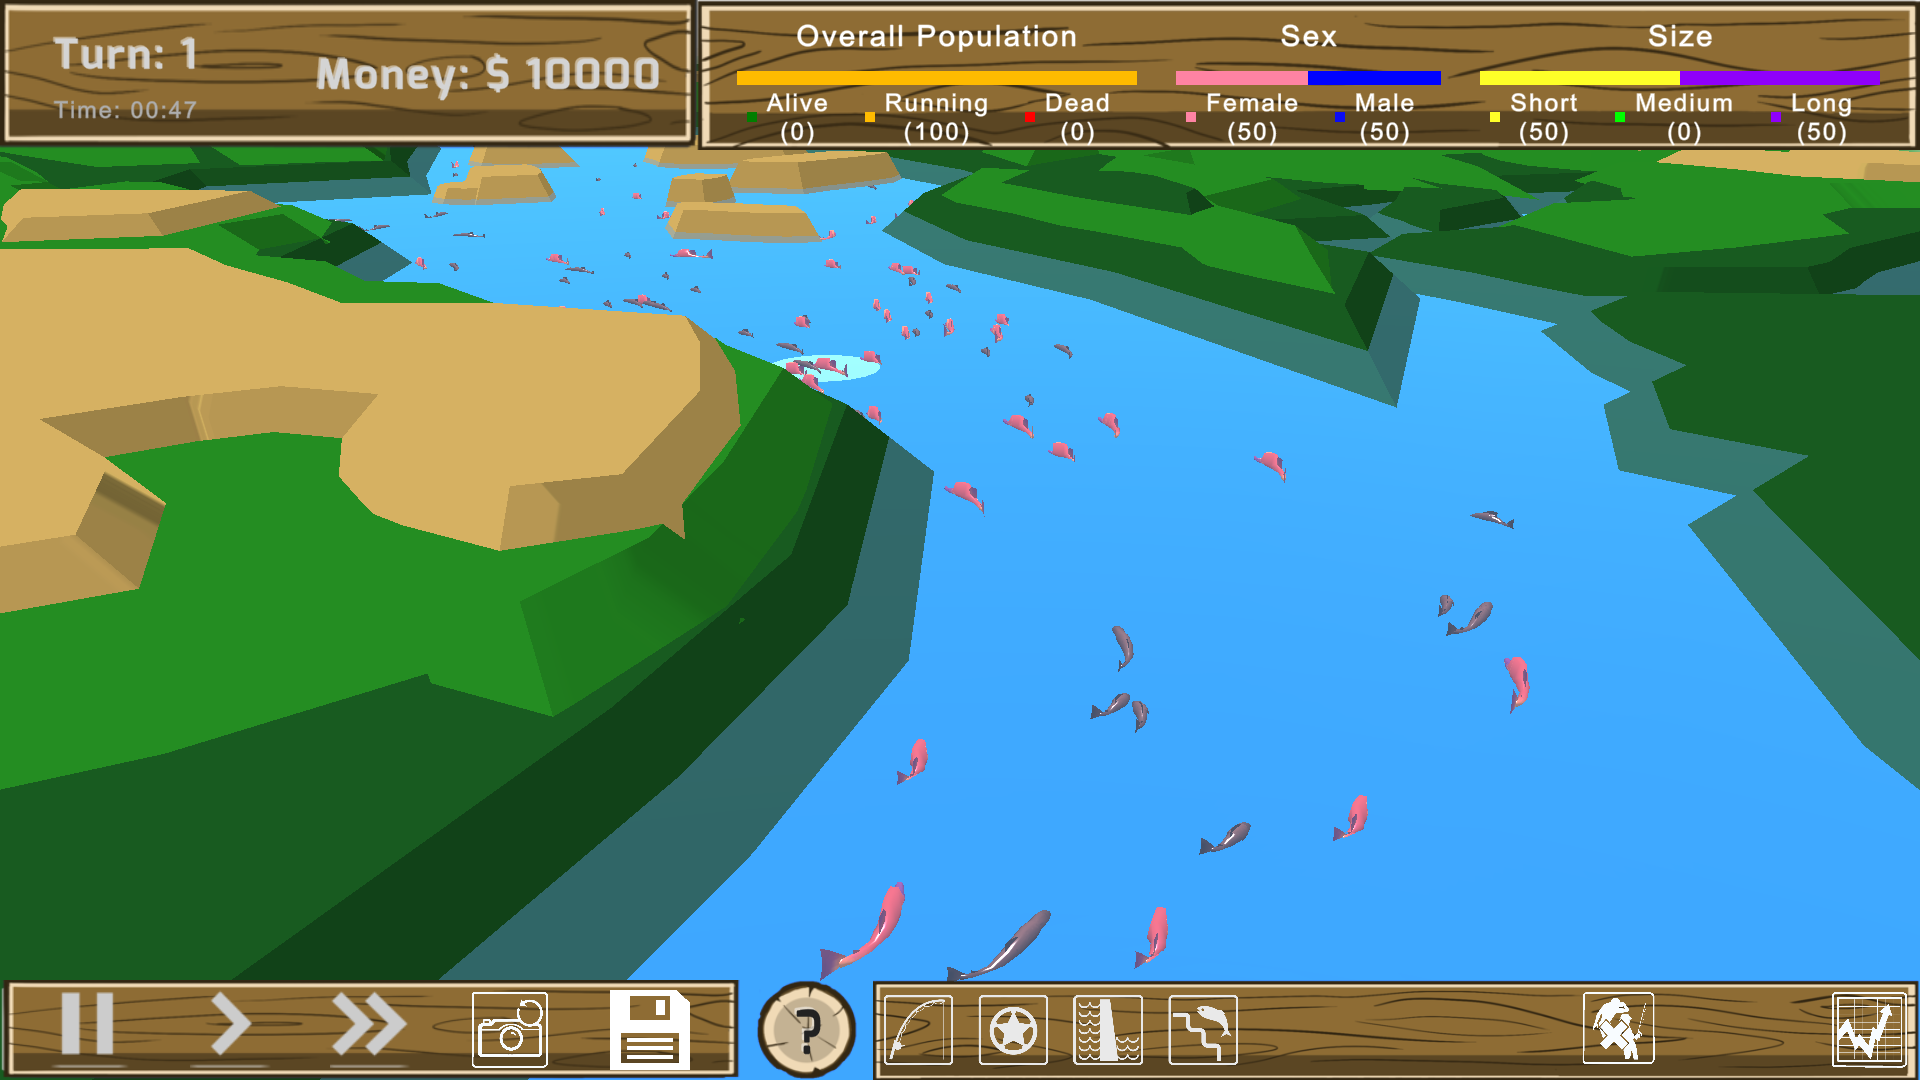 Turn: 1
Money: $ 10000
Time: 00:47
Overall Population
Alive Running Dead
(0) (100) (0)
Sex
Female Male
(50) (50)
Size
Short Medium Long
(50) (0) (50)
?